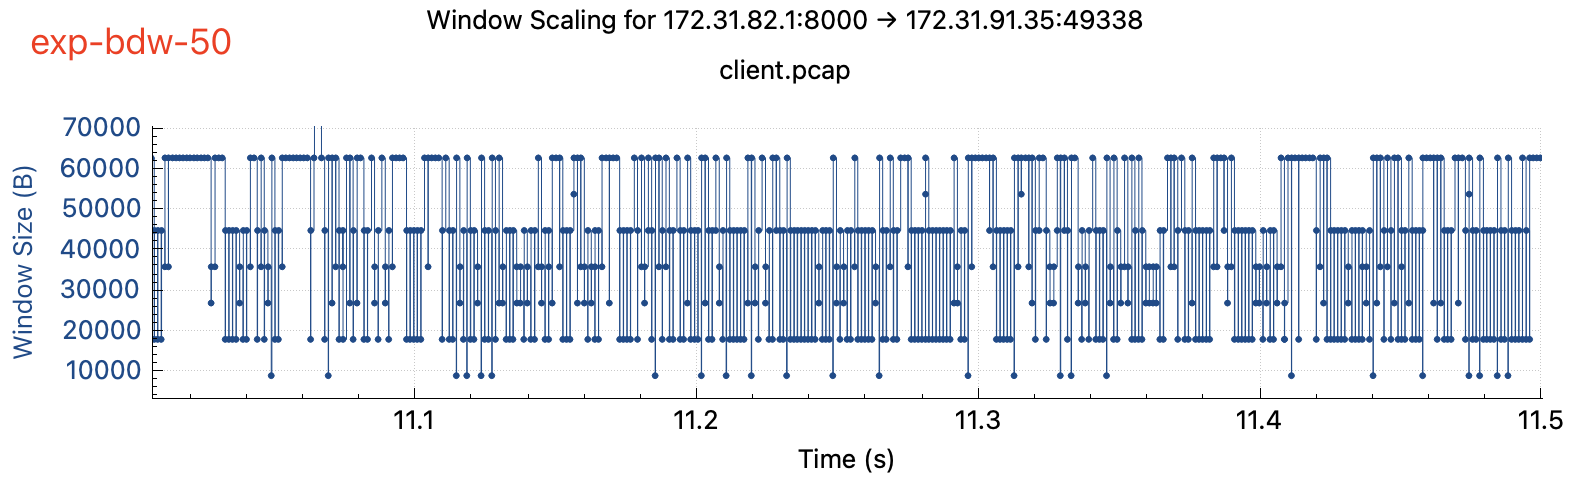 Window Scaling for 172.31.82.1:8000 → 172.31.91.35:49338
exp-bdw-50
client.pcap
70000
60000
50000
40000
30000
20000
10000
Window Size (B)
11.1 11.2 11.3 11.4 11.5
Time (s)